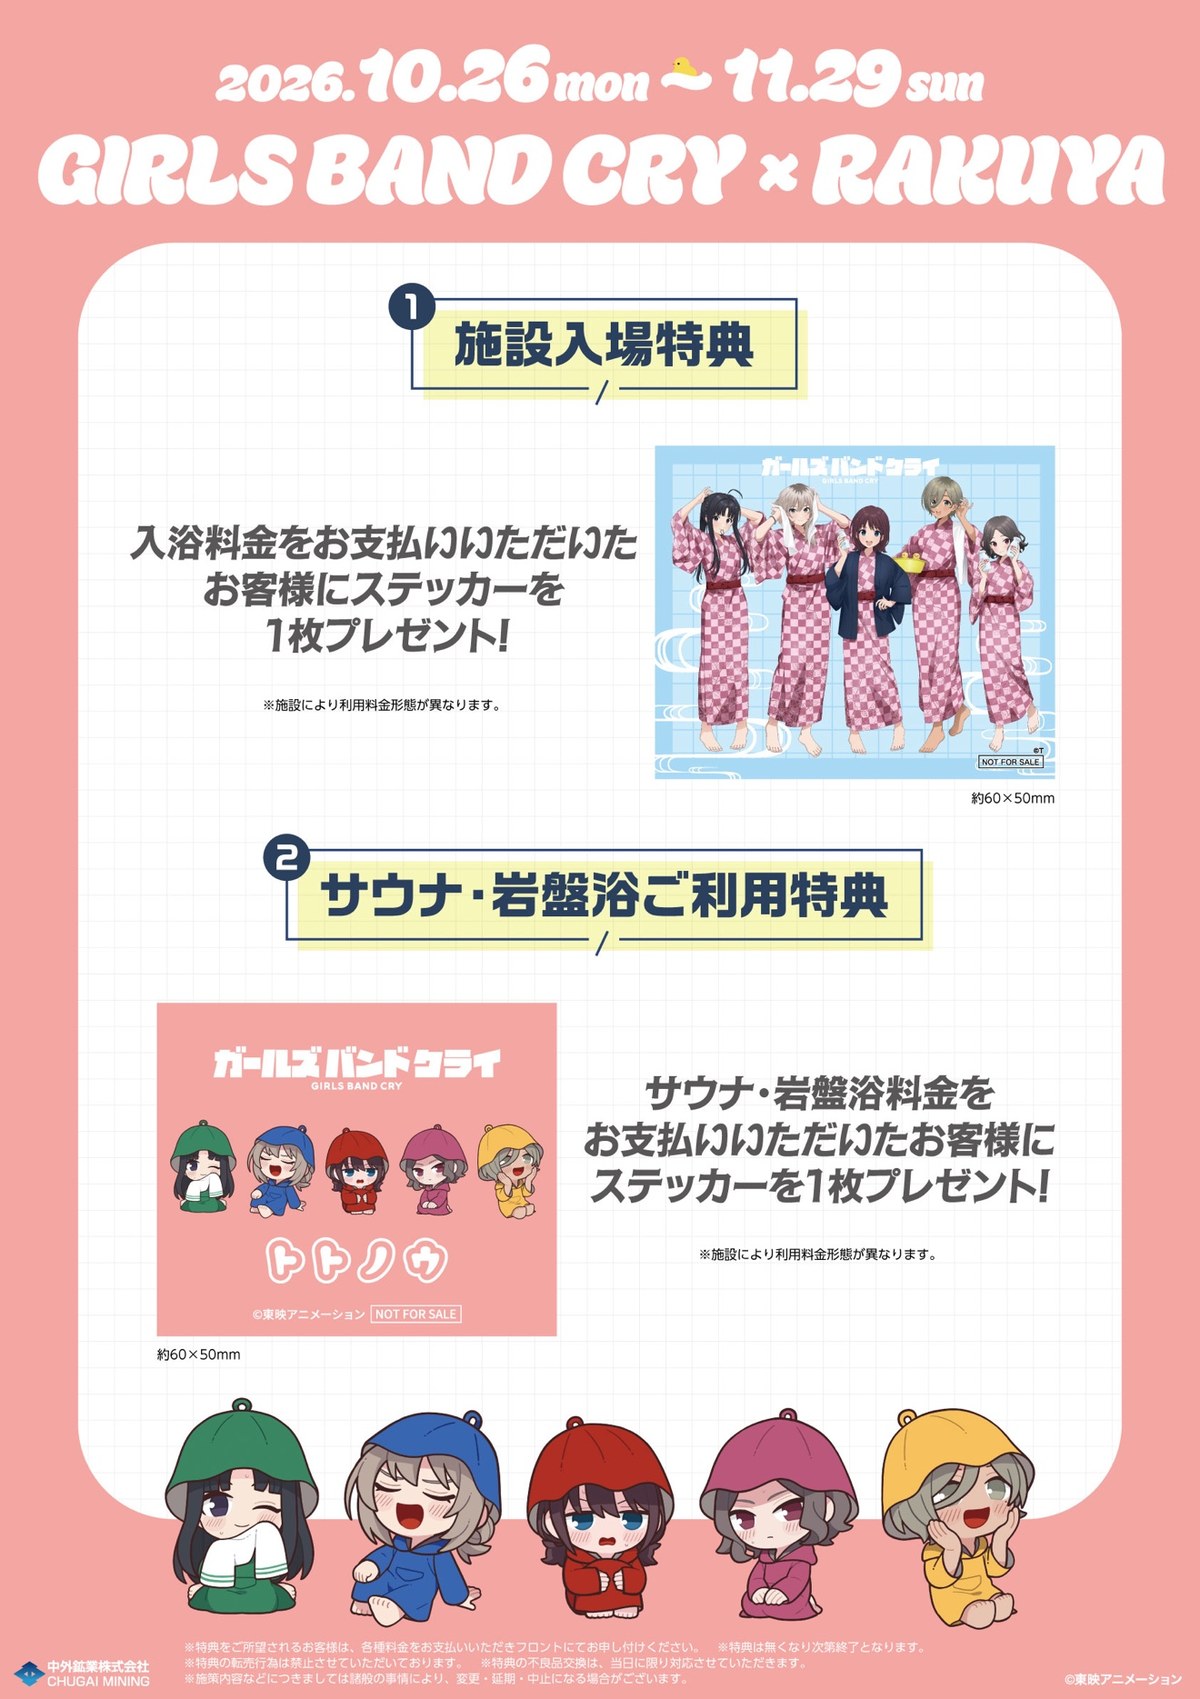 2026.10.26 mon ~ 11.29 sun
GIRLS BAND CRY × RAKUYA
1
施設入場特典
入浴料金をお支払いいただいた
お客様にステッカーを
1枚プレゼント!
※施設により利用料金形態が異なります。
ガールズバンドクライ
GIRLS BAND CRY
©T
NOT FOR SALE
約60×50mm
2
サウナ・岩盤浴ご利用特典
ガールズバンドクライ
GIRLS BAND CRY
トトノウ
©東映アニメーション NOT FOR SALE
約60×50mm
サウナ・岩盤浴料金を
お支払いいただいたお客様に
ステッカーを1枚プレゼント!
※施設により利用料金形態が異なります。
※特典をご所望されるお客様は、各種料金をお支払いいただきフロントにてお申し付けください。 ※特典は無くなり次第終了となります。
※特典の転売行為は禁止させていただいております。 ※特典の不良品交換は、当日に限り対応させていただきます。
※施策内容などにつきましては諸般の事情により、変更・延期・中止になる場合がございます。
中外鉱業株式会社
CHUGAI MINING
©東映アニメーション